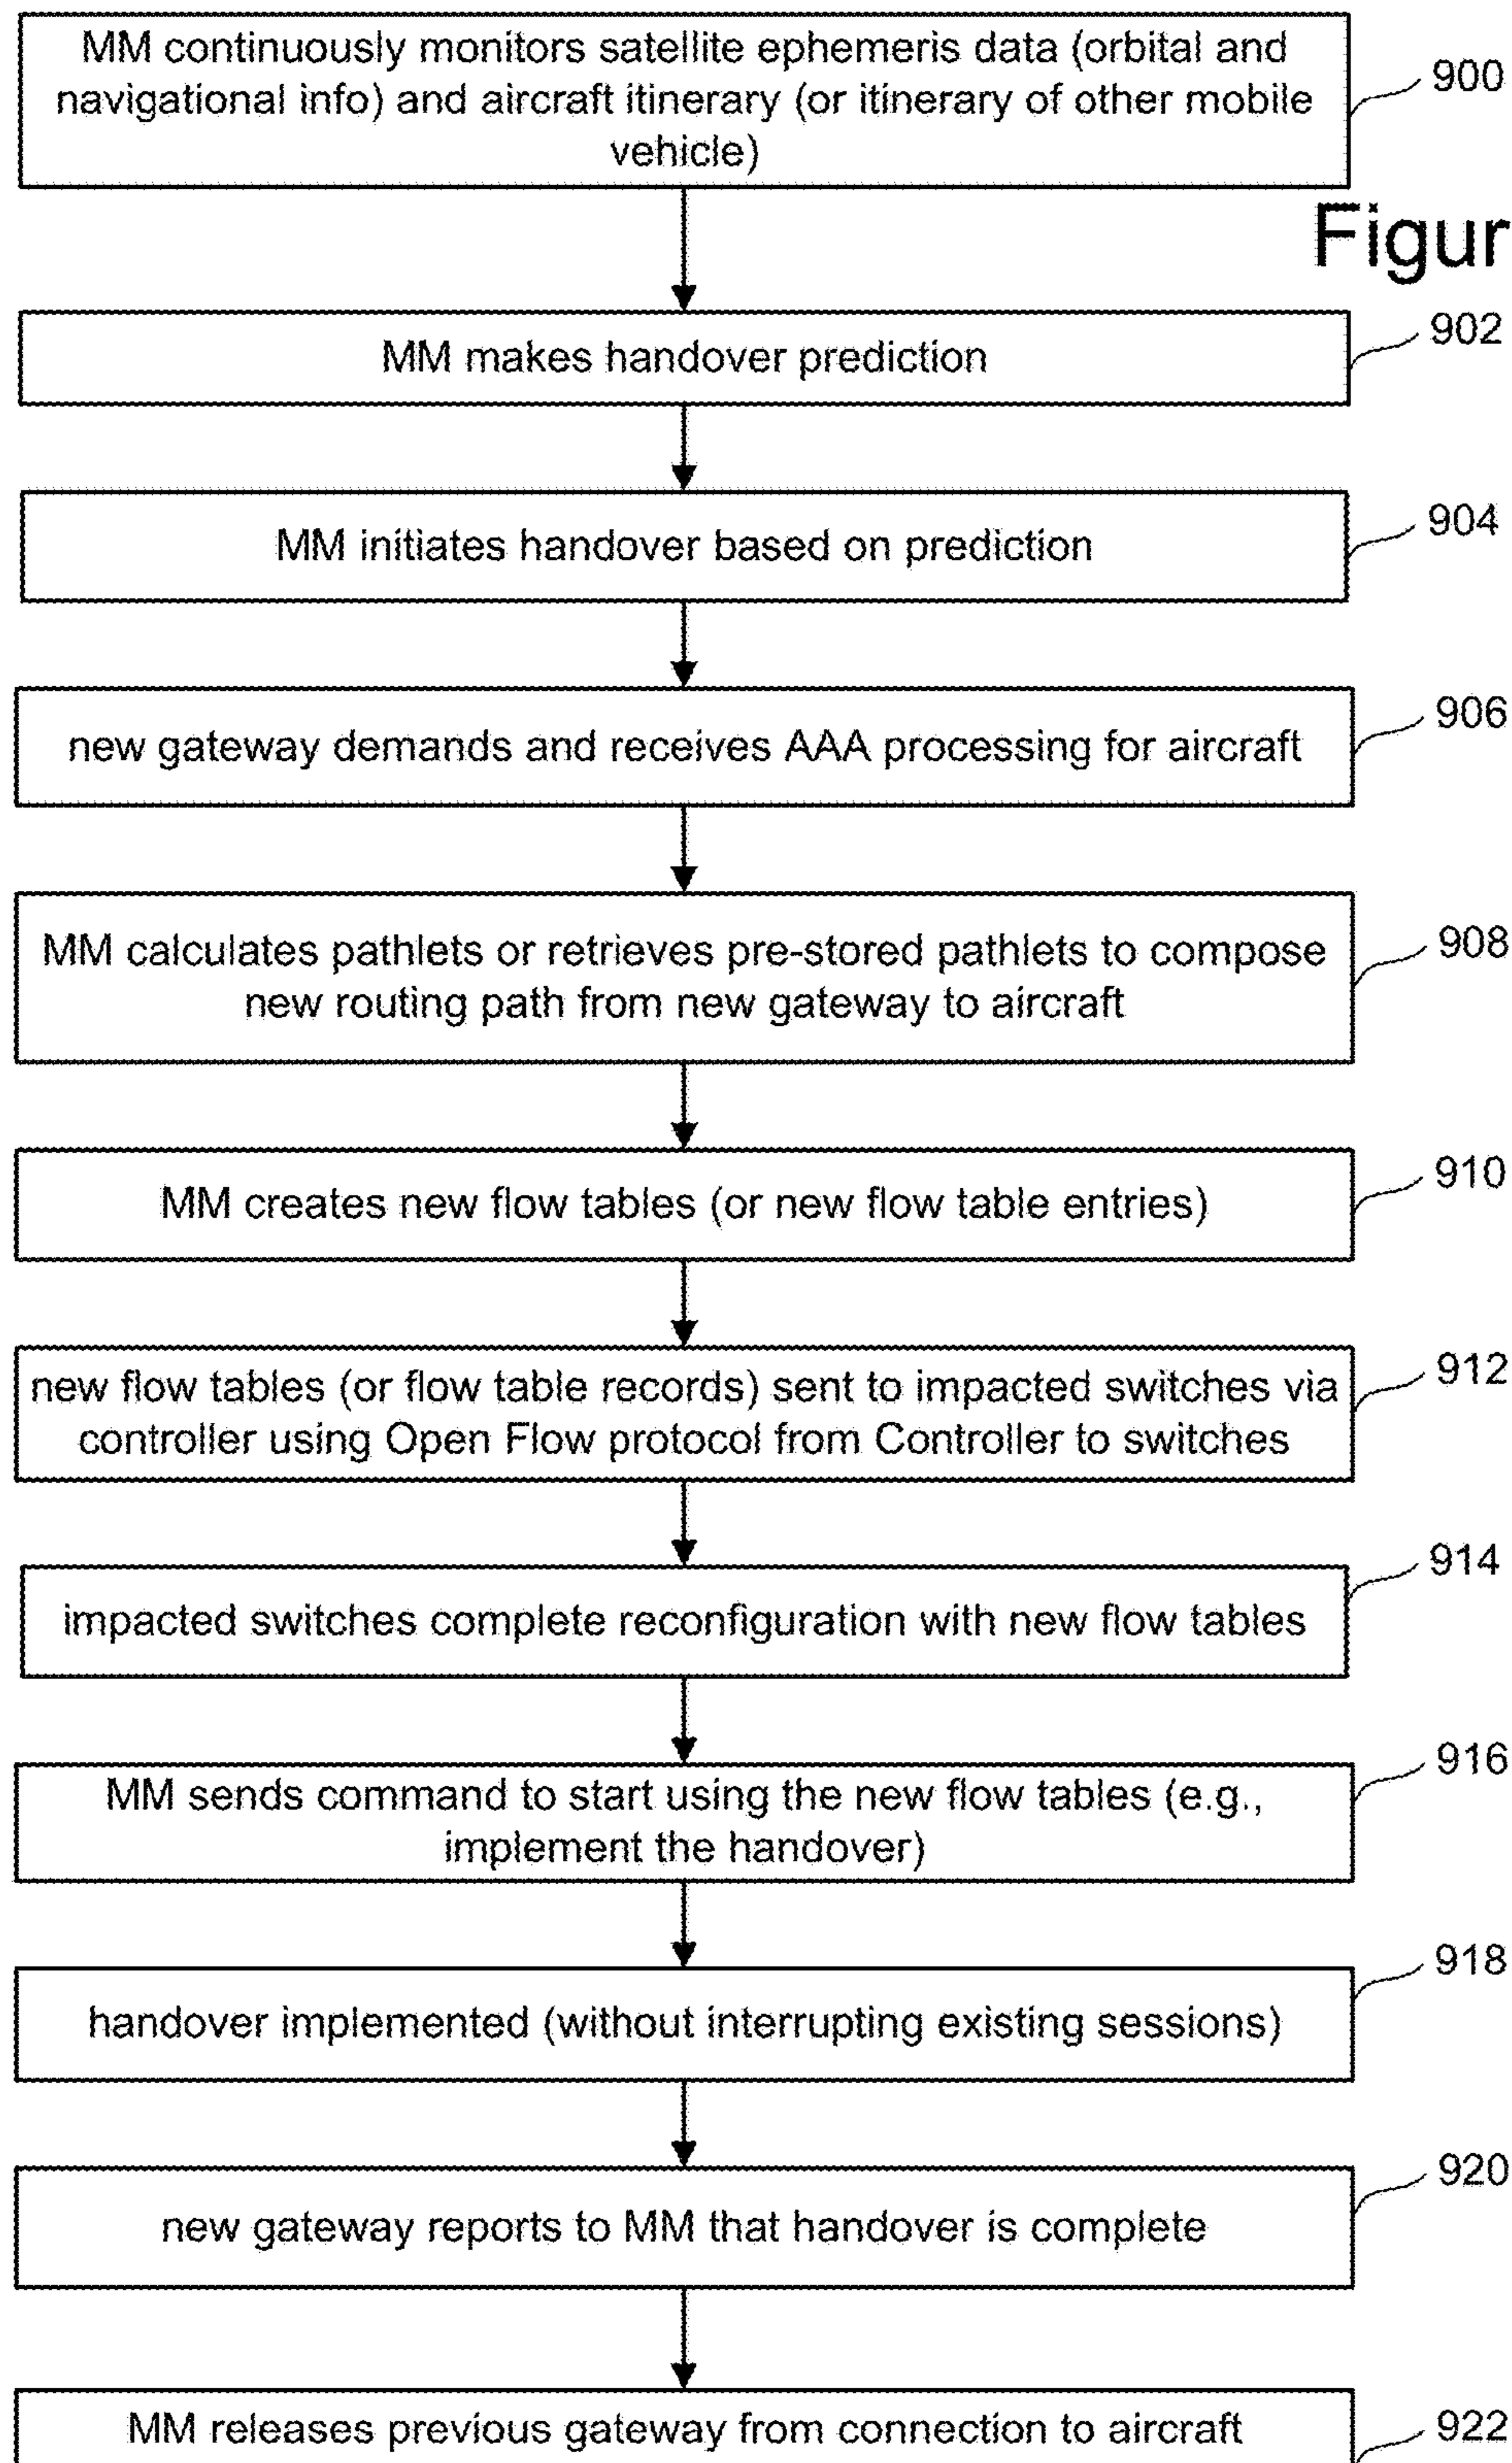 MM continuously monitors satellite ephemeris data (orbital and
navigational info) and aircraft itinerary (or itinerary of other mobile
vehicle)
900
Figur
MM makes handover prediction
902
MM initiates handover based on prediction
904
new gateway demands and receives AAA processing for aircraft
906
MM calculates pathlets or retrieves pre-stored pathlets to compose
new routing path from new gateway to aircraft
908
MM creates new flow tables (or new flow table entries)
910
new flow tables (or flow table records) sent to impacted switches via
controller using Open Flow protocol from Controller to switches
912
impacted switches complete reconfiguration with new flow tables
914
MM sends command to start using the new flow tables (e.g.,
implement the handover)
916
handover implemented (without interrupting existing sessions)
918
new gateway reports to MM that handover is complete
920
MM releases previous gateway from connection to aircraft
922